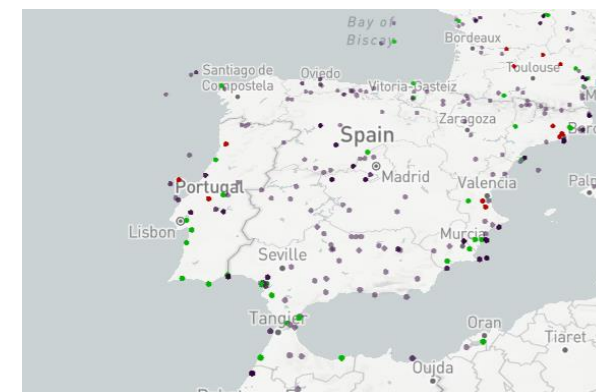 Bay of
Biscay
Bordeaux
Toulouse
Santiago de
Compostela
Oviedo
Vitoria-Gasteiz
Zaragoza
Spain
Madrid
Portugal
Valencia
Lisbon
Murcia
Seville
Tangier
Oran
Tiaret
Oujda